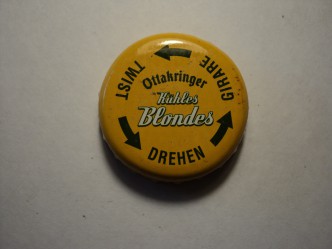 Ottakringer
Kühles
Blondes
TWIST
DREHEN
GIRARE